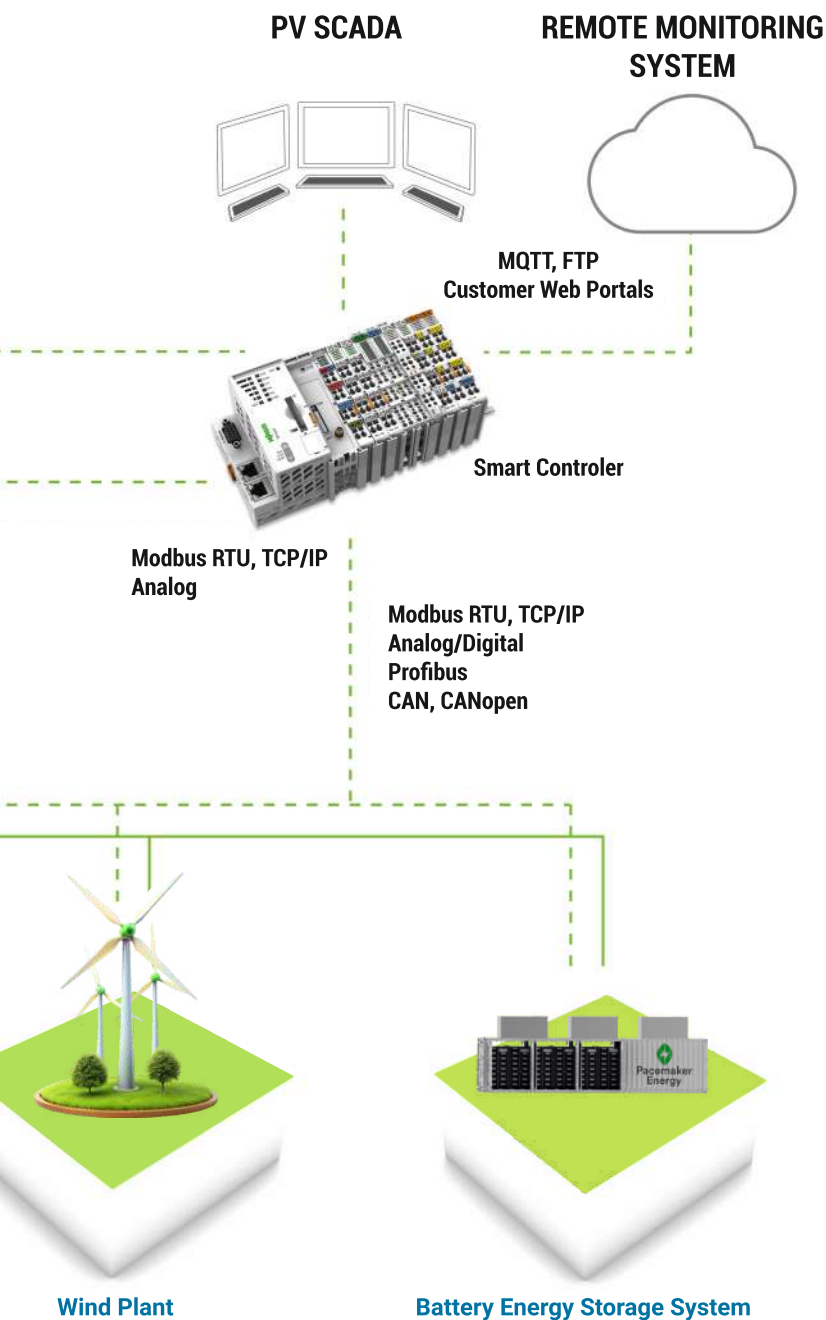 PV SCADA
REMOTE MONITORING
SYSTEM
MQTT, FTP
Customer Web Portals
Smart Controler
Modbus RTU, TCP/IP
Analog
Modbus RTU, TCP/IP
Analog/Digital
Profibus
CAN, CANopen
Pacemaker
Energy
Wind Plant
Battery Energy Storage System